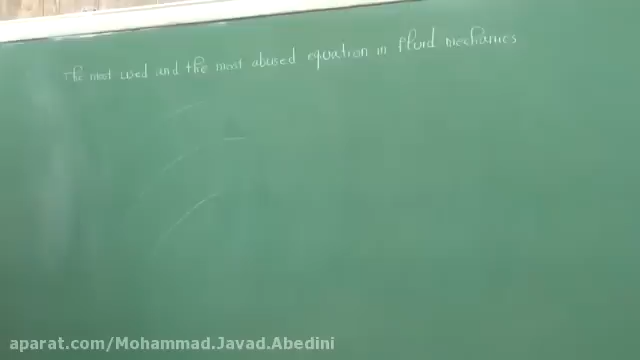 The most used and the most abused equation in fluid mechanics
aparat.com/Mohammad.Javad.Abedini